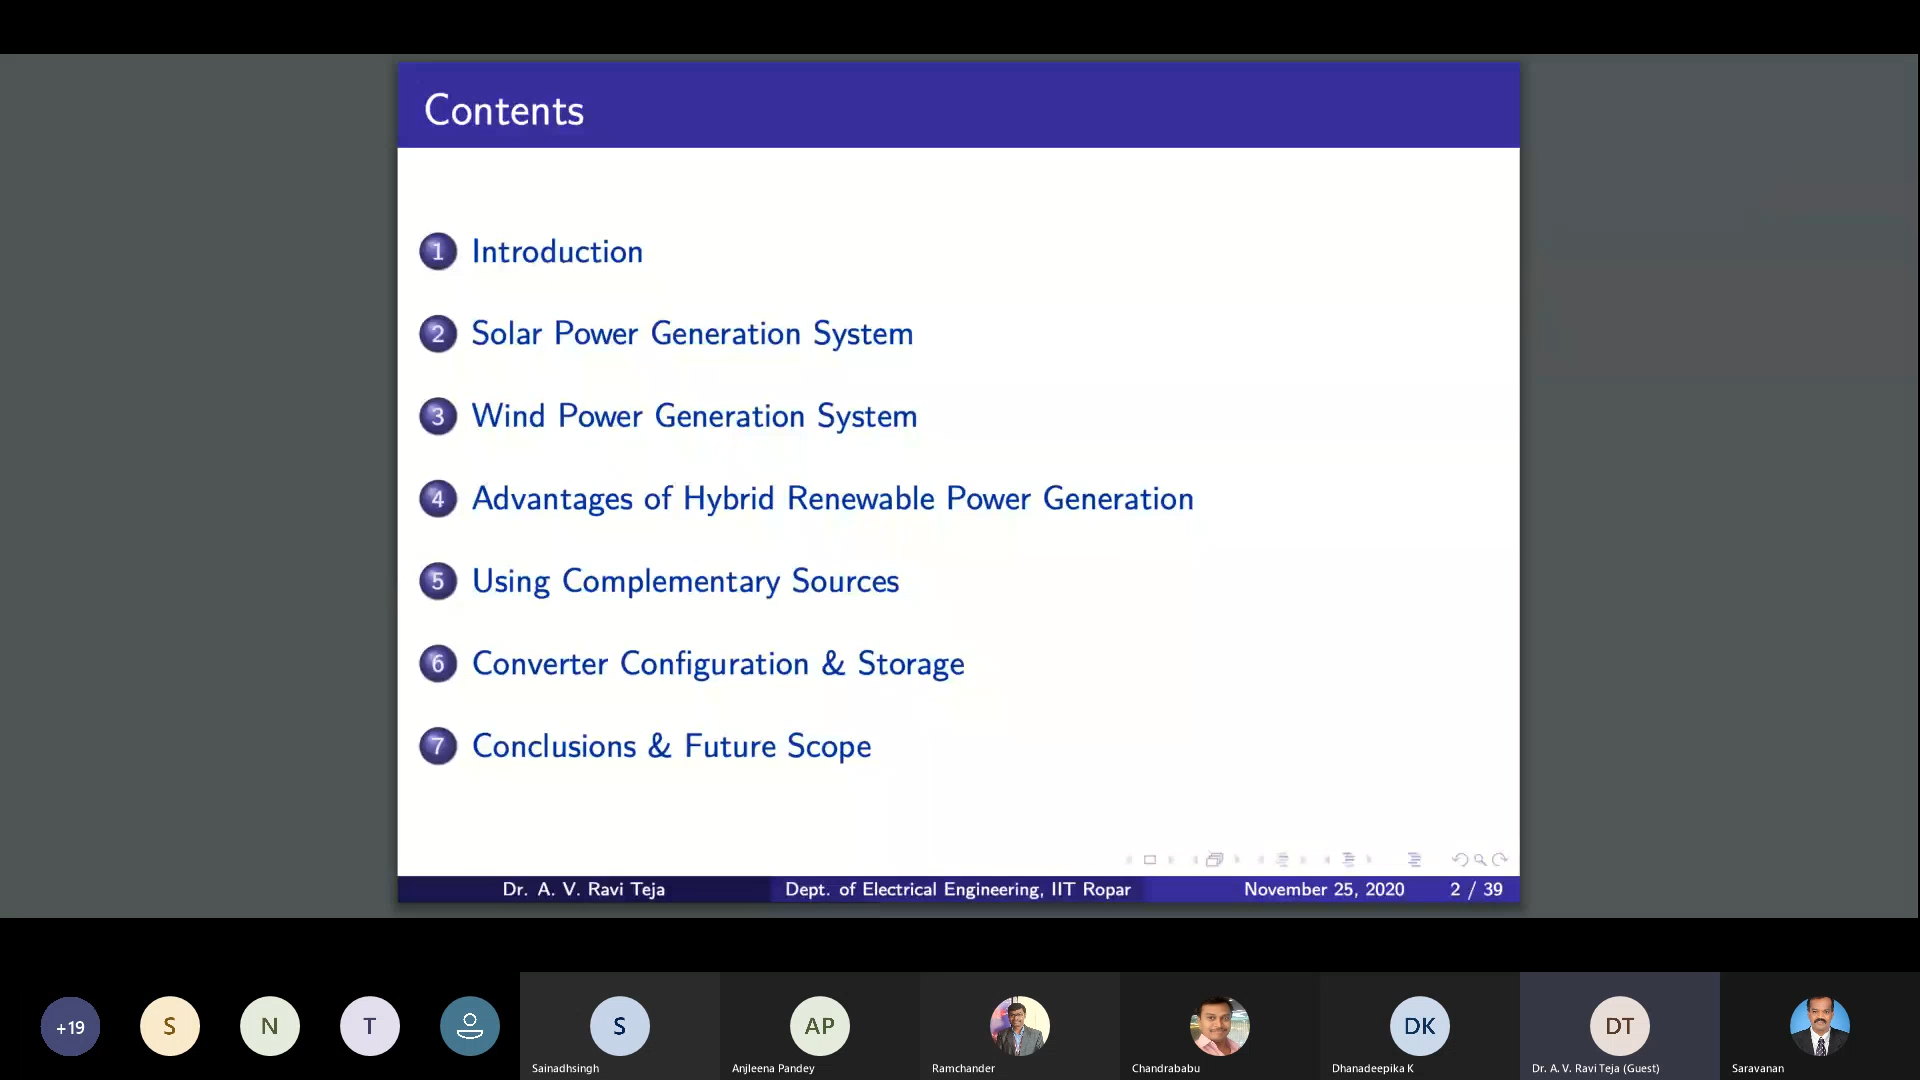 Contents
1 Introduction
2 Solar Power Generation System
3 Wind Power Generation System
4 Advantages of Hybrid Renewable Power Generation
5 Using Complementary Sources
6 Converter Configuration & Storage
7 Conclusions & Future Scope
Dr. A. V. Ravi Teja Dept. of Electrical Engineering, IIT Ropar November 25, 2020 2 / 39
+19 S N T S AP DK DT
Sainadhsingh Anjleena Pandey Ramchander Chandrababu Dhanadeepika K Dr. A. V. Ravi Teja (Guest) Saravanan